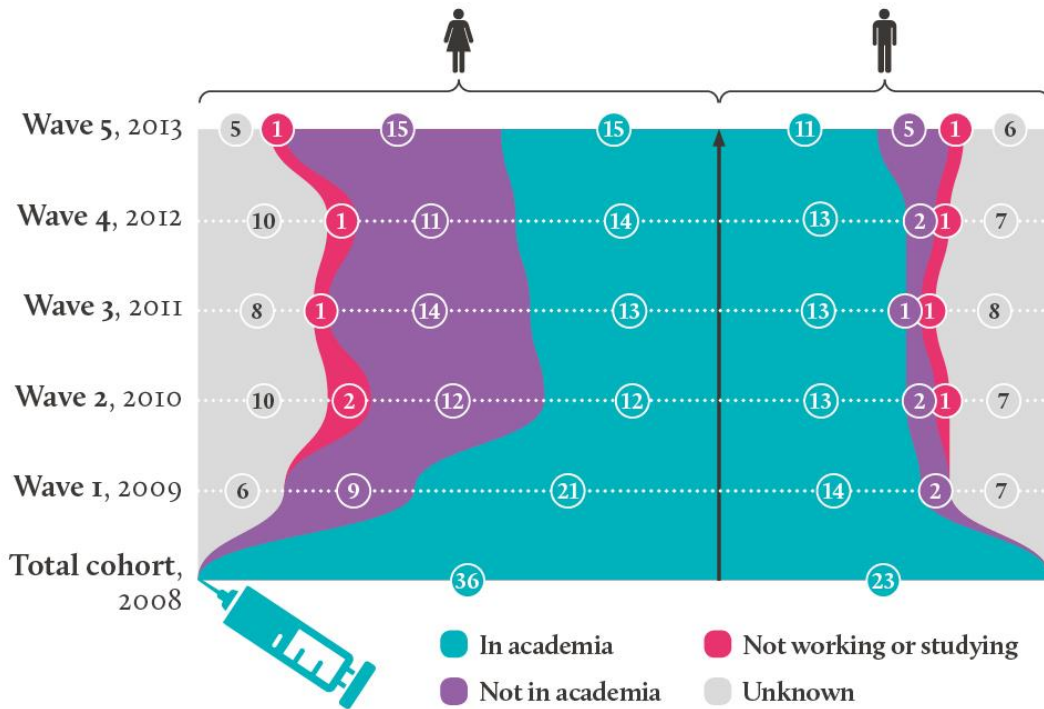 Wave 5, 2013 5 1 15 15 11 5 1 6
Wave 4, 2012 10 1 11 14 13 2 1 7
Wave 3, 2011 8 1 14 13 13 1 1 8
Wave 2, 2010 10 2 12 12 13 2 1 7
Wave 1, 2009 6 9 21 14 2 7
Total cohort,
2008 36 23
In academia Not working or studying
Not in academia Unknown